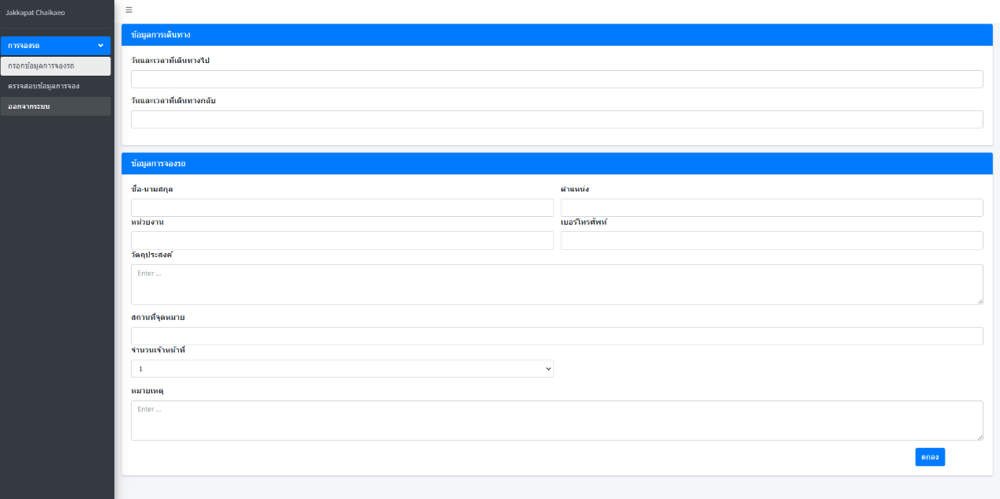 Jakkapat Chaikaeo
การจองรถ
กรอกข้อมูลการจองรถ
ตรวจสอบข้อมูลการจอง
ออกจากระบบ
ข้อมูลการเดินทาง
วันและเวลาที่เดินทางไป
วันและเวลาที่เดินทางกลับ
ข้อมูลการจองรถ
ชื่อ-นามสกุล
ตำแหน่ง
หน่วยงาน
เบอร์โทรศัพท์
วัตถุประสงค์
Enter ...
สถานที่จุดหมาย
จำนวนเจ้าหน้าที่
1
หมายเหตุ
Enter ...
ตกลง